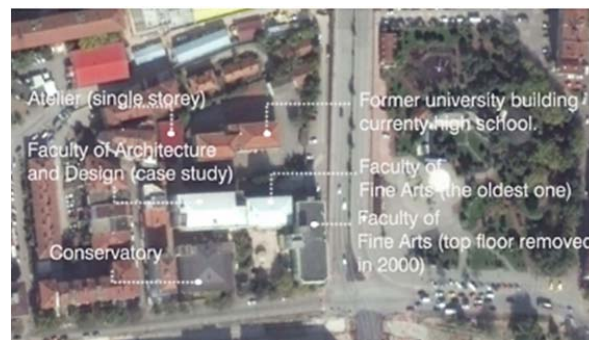 Atelier (single storey)
Faculty of Architecture
and Design (case study)
Conservatory
Former university building
currenty high school.
Faculty of
Fine Arts (the oldest one)
Faculty of
Fine Arts (top floor removed
in 2000)